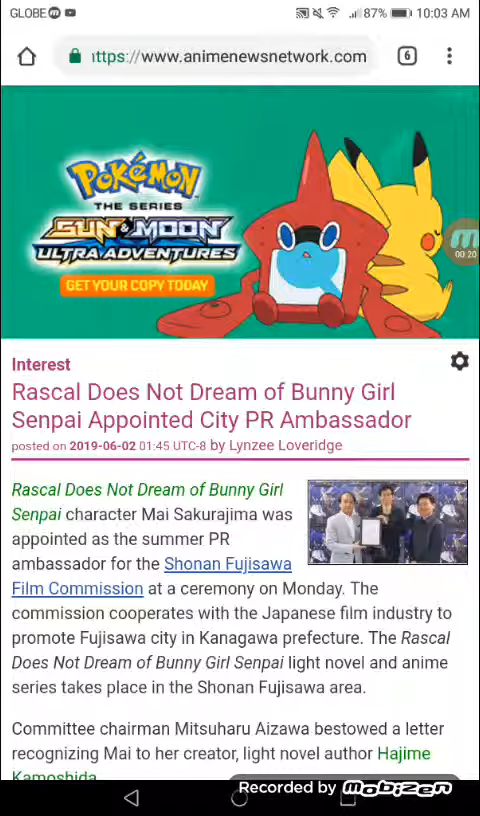 GLOBE 87% 10:03 AM
https://www.animenewsnetwork.com 6
POKéMON
THE SERIES
SUN & MOON
ULTRA ADVENTURES
GET YOUR COPY TODAY
00:20
Interest
Rascal Does Not Dream of Bunny Girl
Senpai Appointed City PR Ambassador
posted on 2019-06-02 01:45 UTC-8 by Lynzee Loveridge
Rascal Does Not Dream of Bunny Girl
Senpai character Mai Sakurajima was
appointed as the summer PR
ambassador for the Shonan Fujisawa
Film Commission at a ceremony on Monday. The
commission cooperates with the Japanese film industry to
promote Fujisawa city in Kanagawa prefecture. The Rascal
Does Not Dream of Bunny Girl Senpai light novel and anime
series takes place in the Shonan Fujisawa area.
Committee chairman Mitsuharu Aizawa bestowed a letter
recognizing Mai to her creator, light novel author Hajime
Kamoshida
Recorded by mobizen